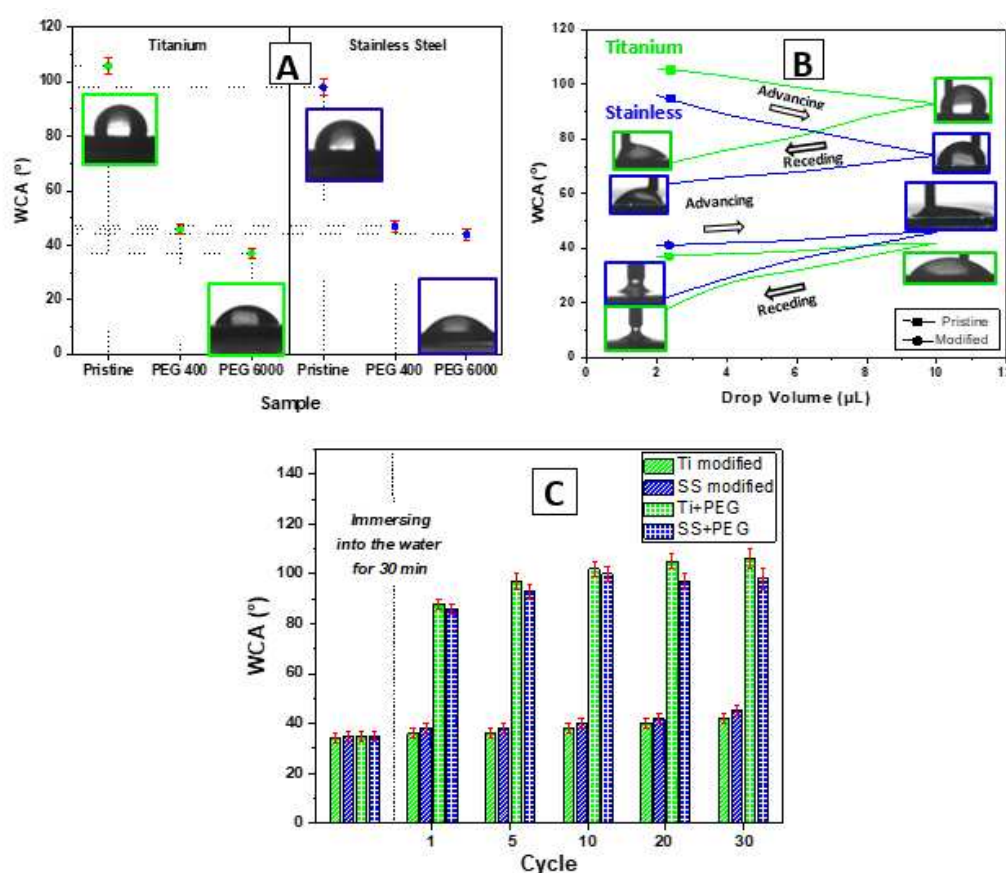 120
100
80
60
40
20
0
WCA (º)
Titanium
A
Stainless Steel
Pristine PEG 400 PEG 6000 Pristine PEG 400 PEG 6000
Sample
120
100
80
60
40
20
0
WCA (º)
Titanium
B
Stainless
Advancing
Receding
Advancing
Receding
Pristine
Modified
0 2 4 6 8 10 12
Drop Volume (µL)
140
120
100
80
60
40
20
0
WCA (º)
Immersing
into the water
for 30 min
C
Ti modified
SS modified
Ti+PEG
SS+PEG
1 5 10 20 30
Cycle